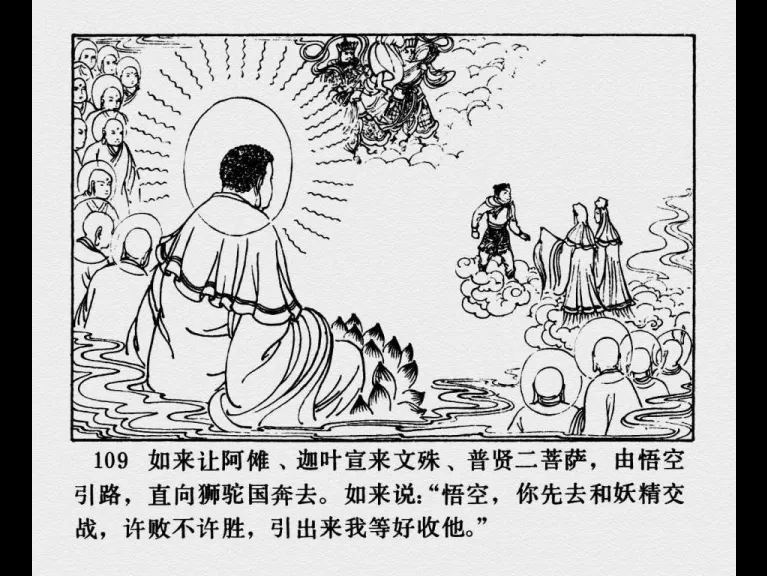 109 如来让阿傩、迦叶宣来文殊、普贤二菩萨，由悟空
引路，直向狮驼国奔去。如来说：“悟空，你先去和妖精交
战，许败不许胜，引出来我等好收他。”